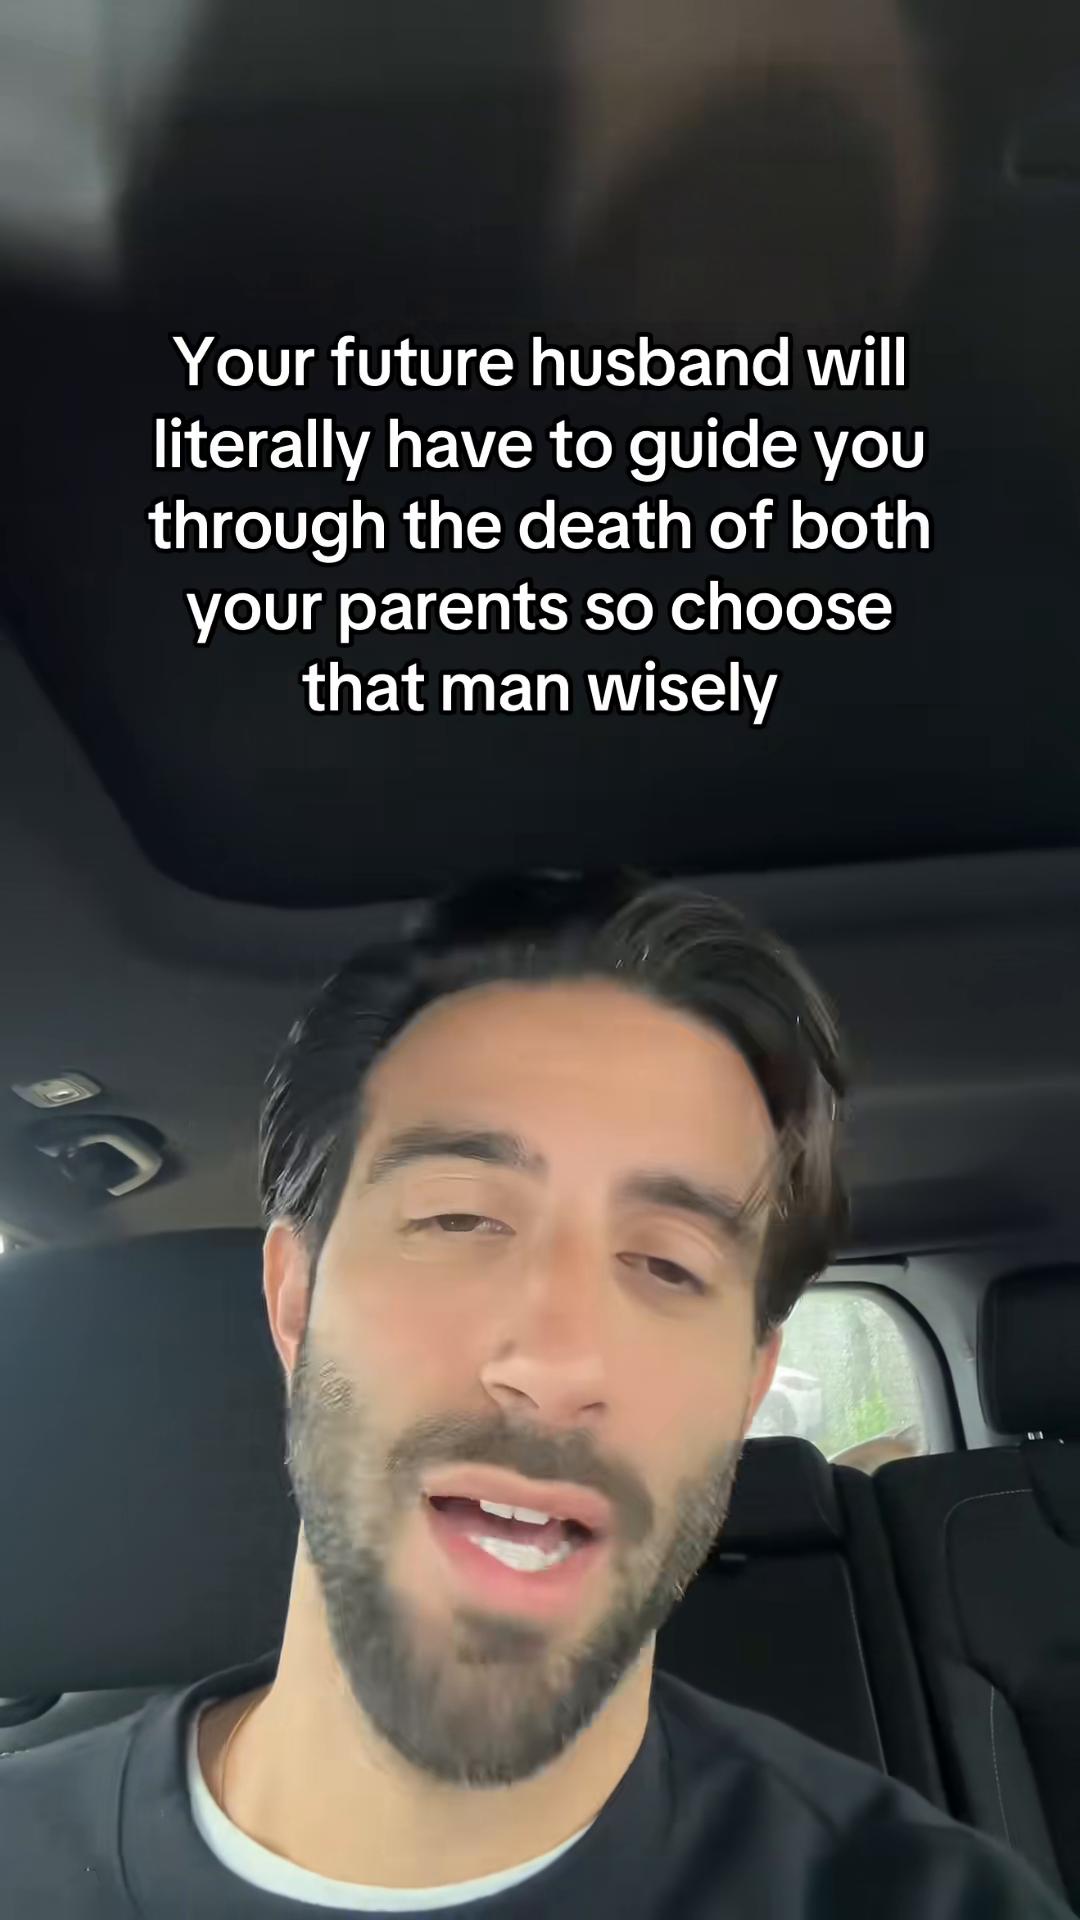 Your future husband will
literally have to guide you
through the death of both
your parents so choose
that man wisely